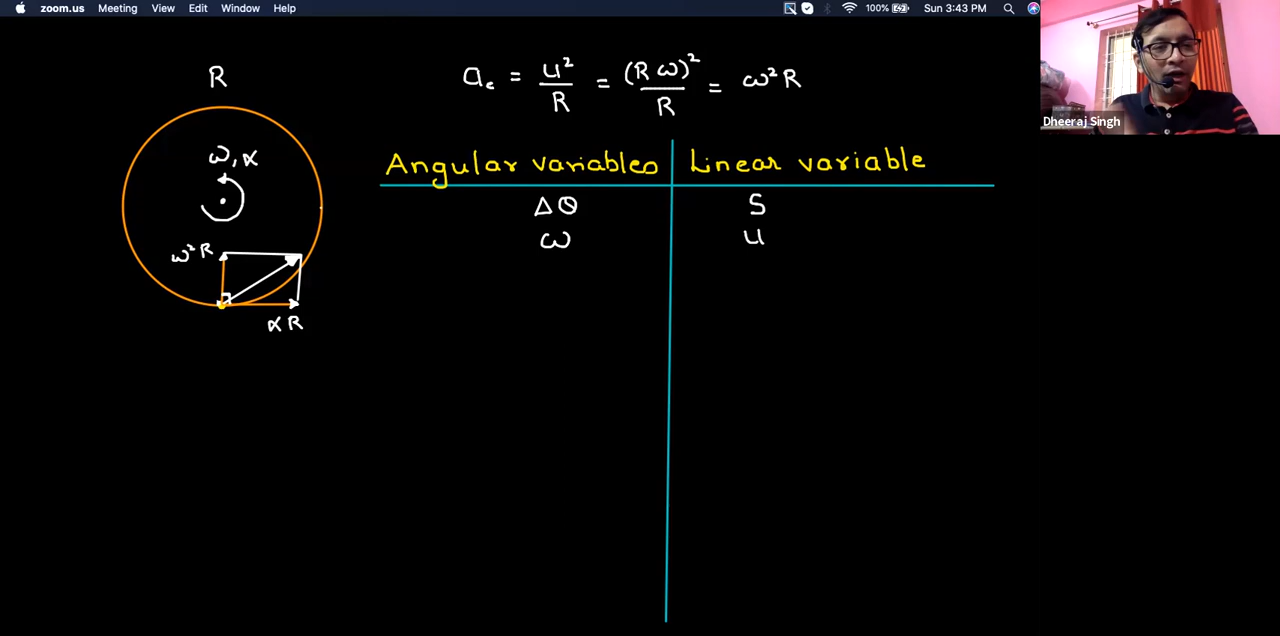 zoom.us Meeting View Edit Window Help 100% Sun 3:43 PM
R
a_c = u²/R = (Rω)²/R = ω²R
Dheeraj Singh
ω, α
Angular variables Linear variable
Δθ S
ω u
ω²R
αR